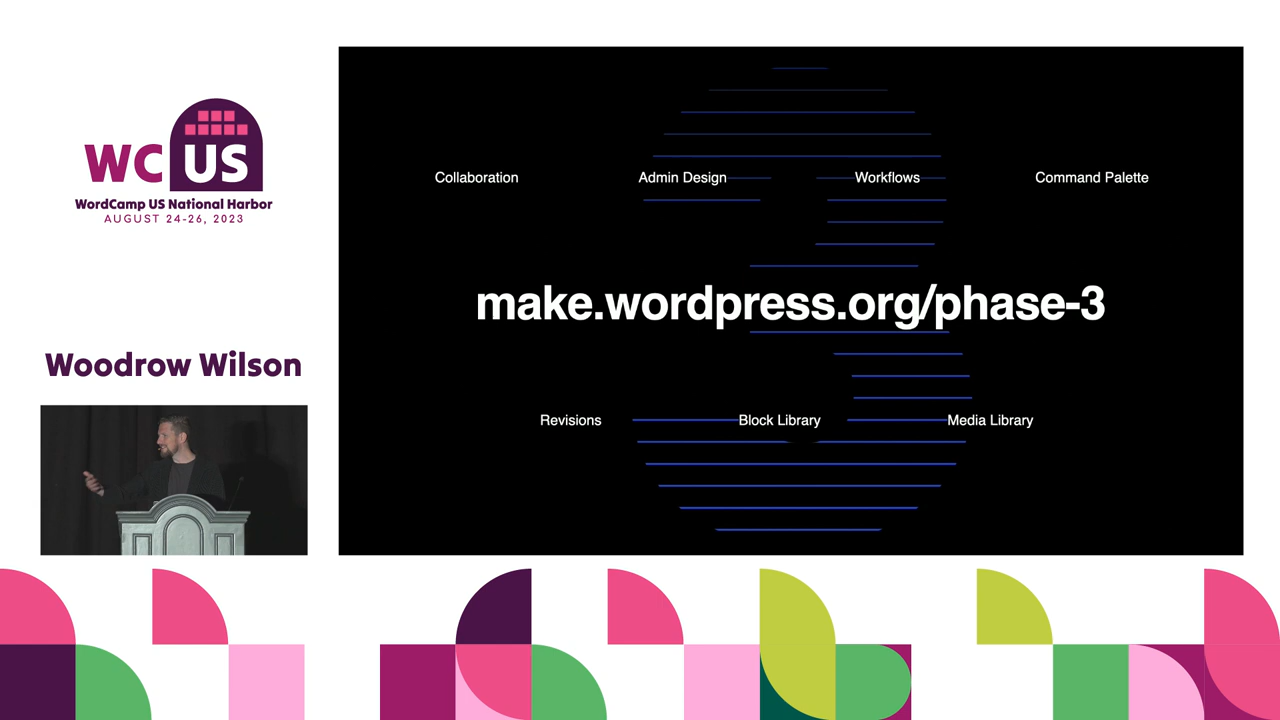 WC US
WordCamp US National Harbor
AUGUST 24-26, 2023
Woodrow Wilson
Collaboration
Admin Design
Workflows
Command Palette
make.wordpress.org/phase-3
Revisions
Block Library
Media Library